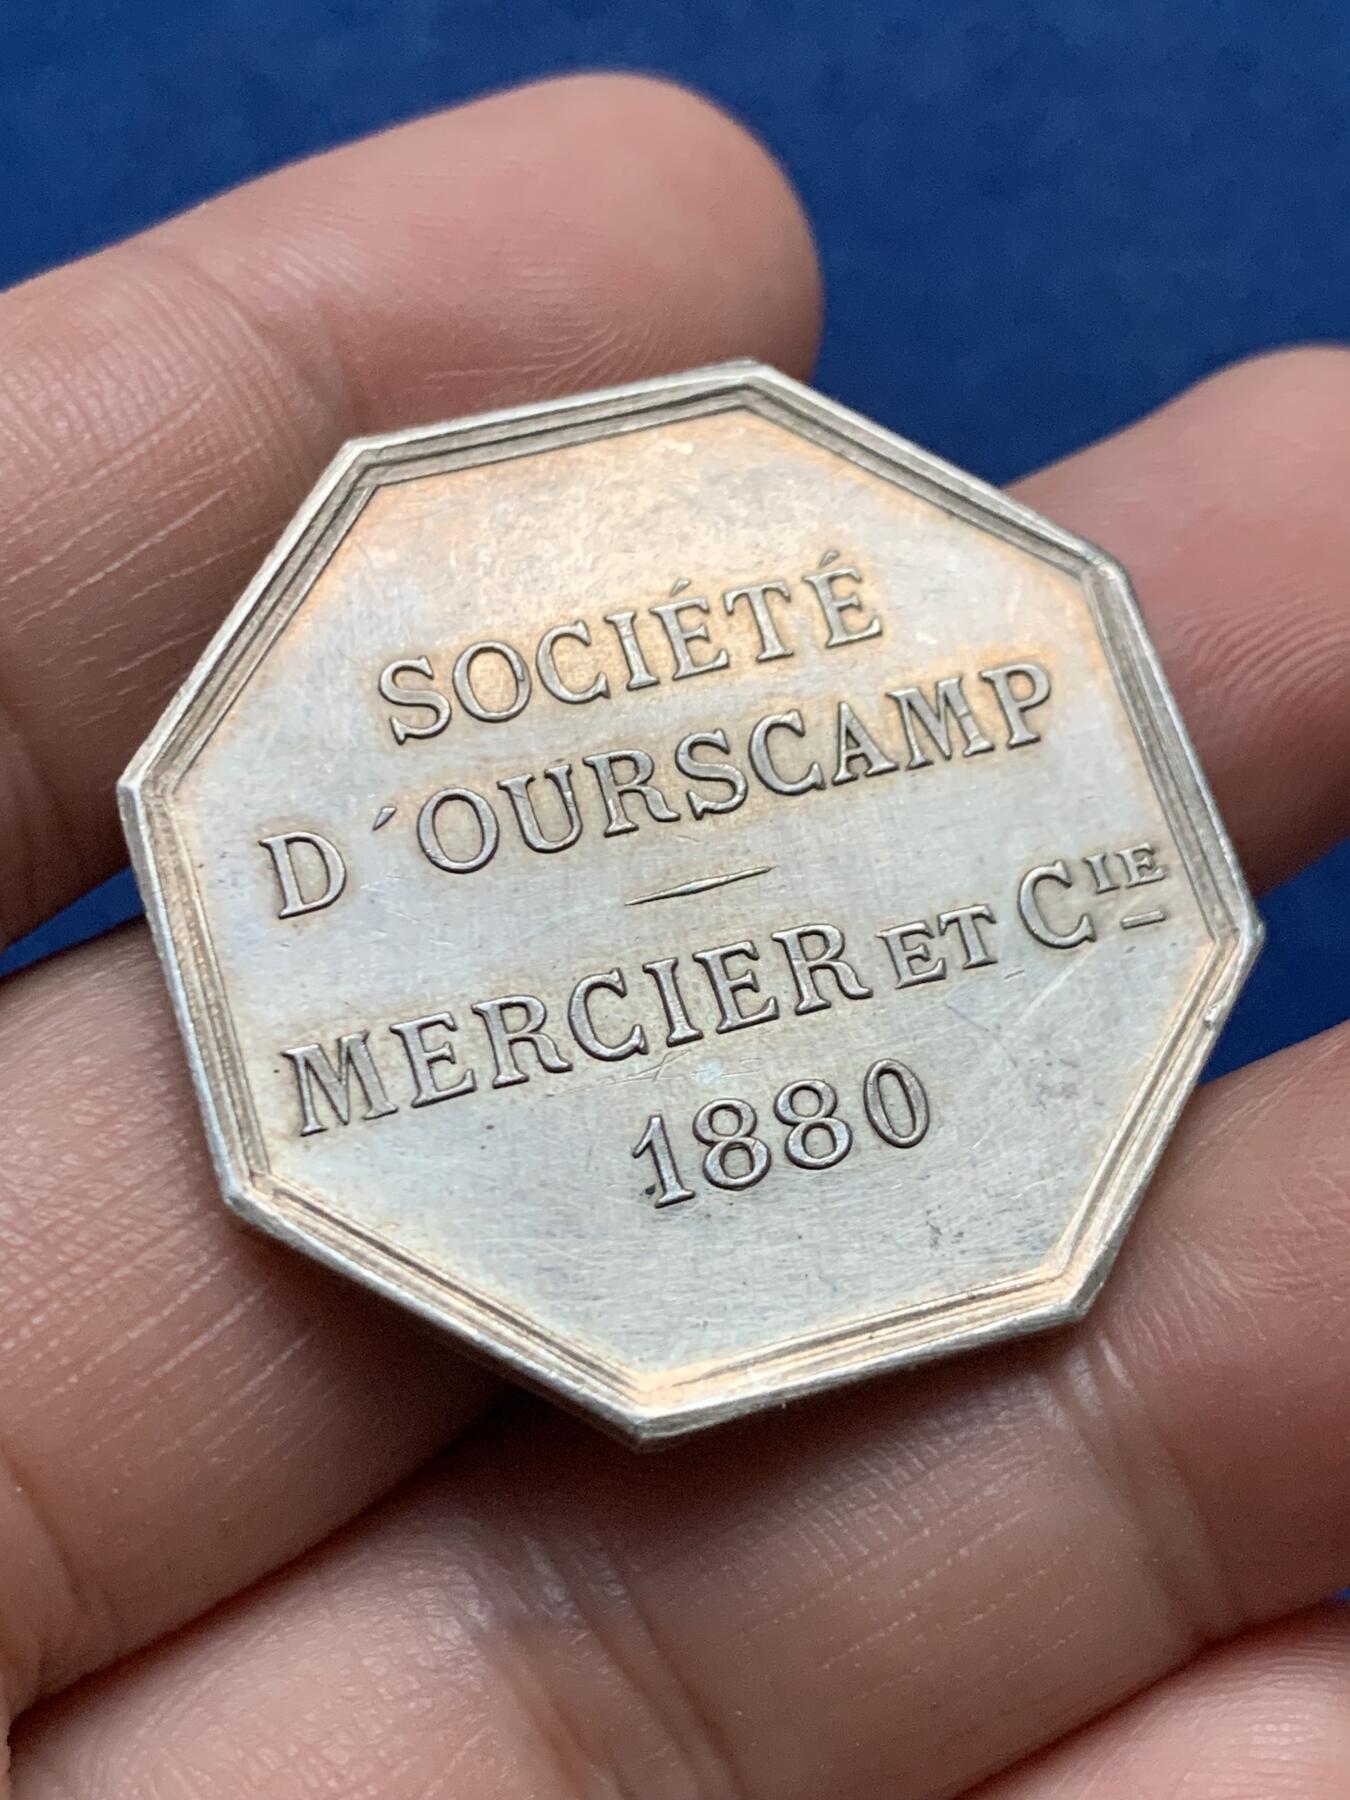 SOCIÉTÉ
D'OURSCAMP
MERCIER ET CIE
1880